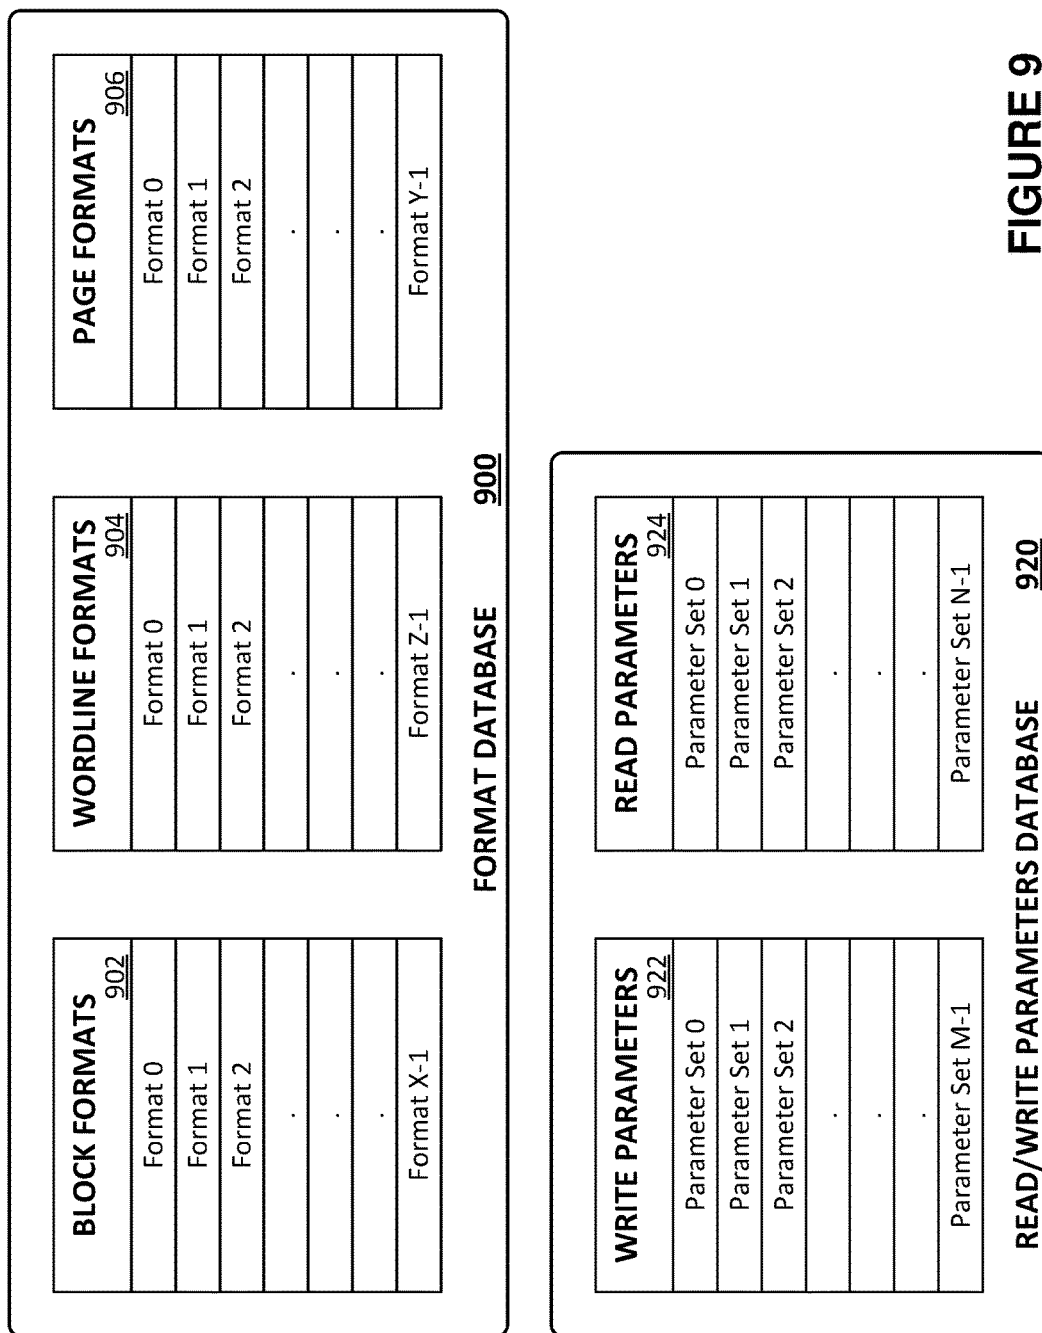 BLOCK FORMATS
902
Format 0
Format 1
Format 2
.
.
.
Format X-1
WORDLINE FORMATS
904
Format 0
Format 1
Format 2
.
.
.
Format Z-1
PAGE FORMATS
906
Format 0
Format 1
Format 2
.
.
.
Format Y-1
FORMAT DATABASE 900
WRITE PARAMETERS
922
Parameter Set 0
Parameter Set 1
Parameter Set 2
.
.
.
Parameter Set M-1
READ PARAMETERS
924
Parameter Set 0
Parameter Set 1
Parameter Set 2
.
.
.
Parameter Set N-1
READ/WRITE PARAMETERS DATABASE 920
FIGURE 9